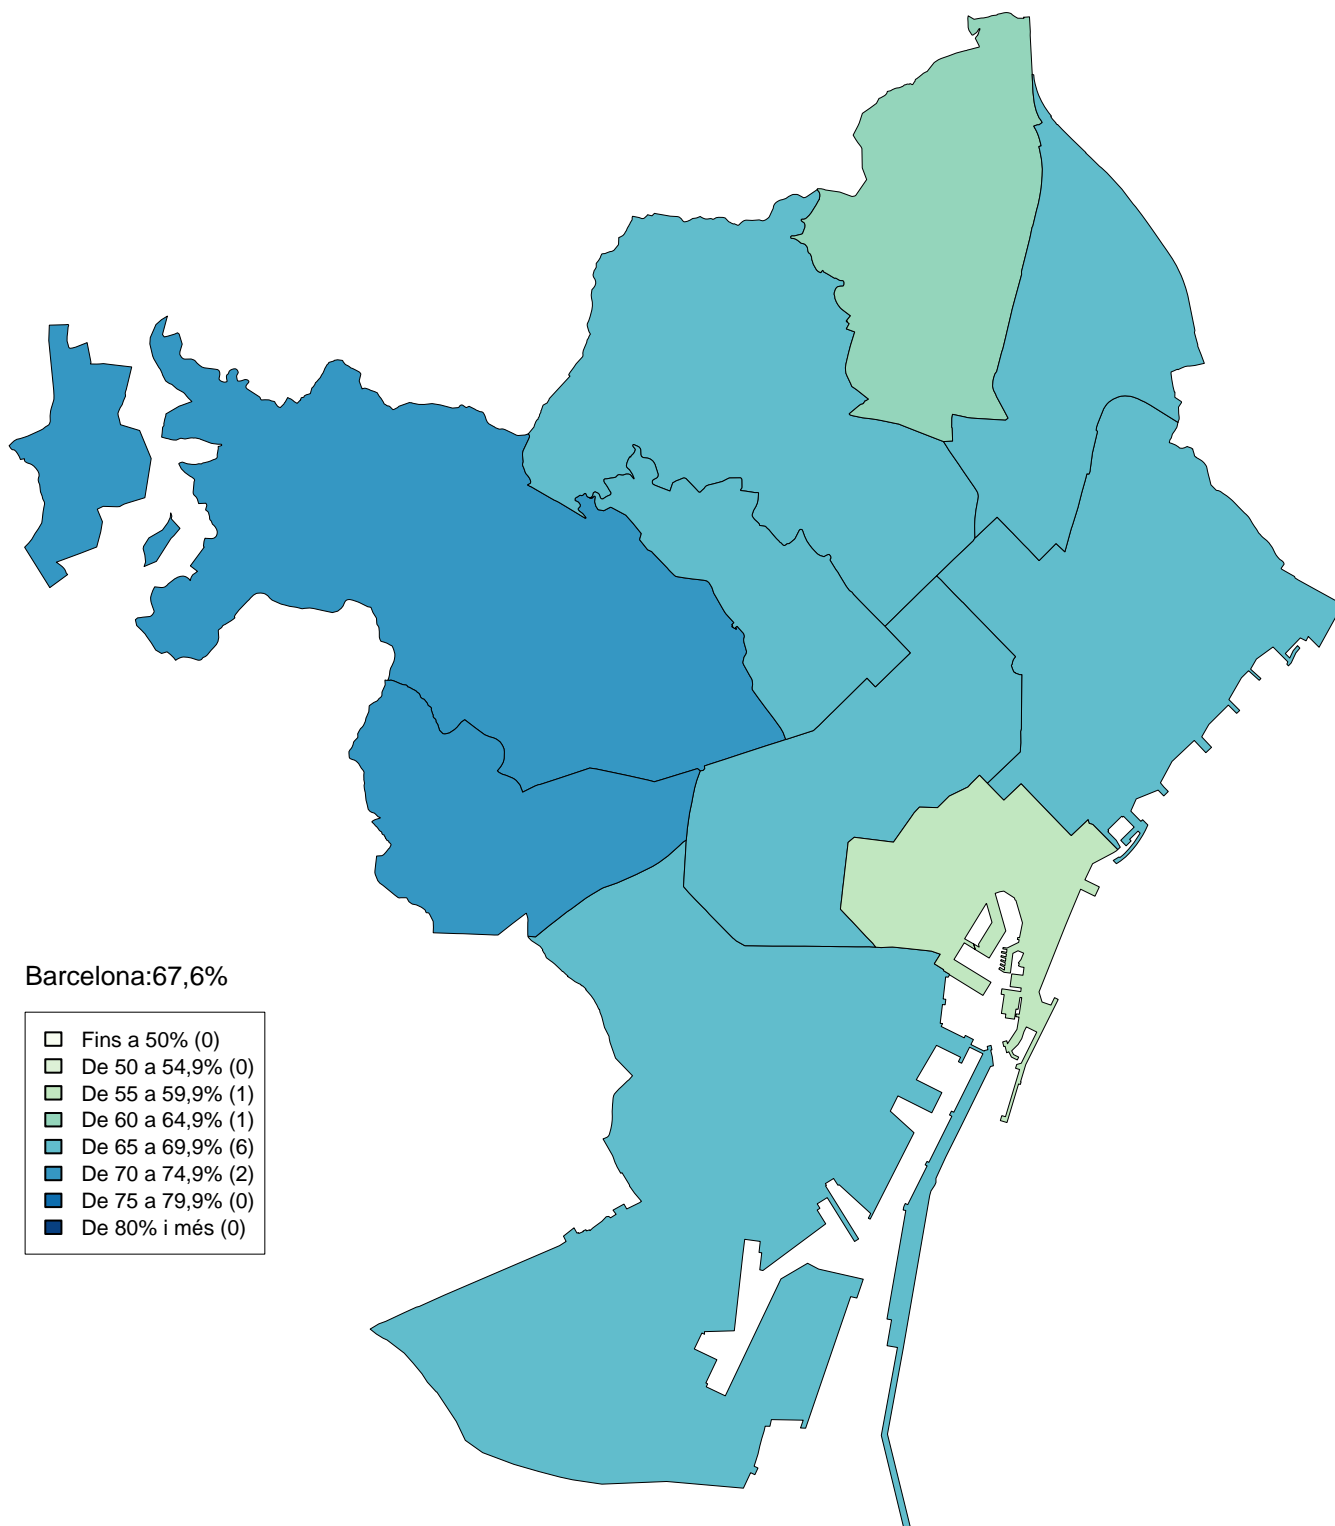 Barcelona:67,6%
Fins a 50% (0)
De 50 a 54,9% (0)
De 55 a 59,9% (1)
De 60 a 64,9% (1)
De 65 a 69,9% (6)
De 70 a 74,9% (2)
De 75 a 79,9% (0)
De 80% i més (0)